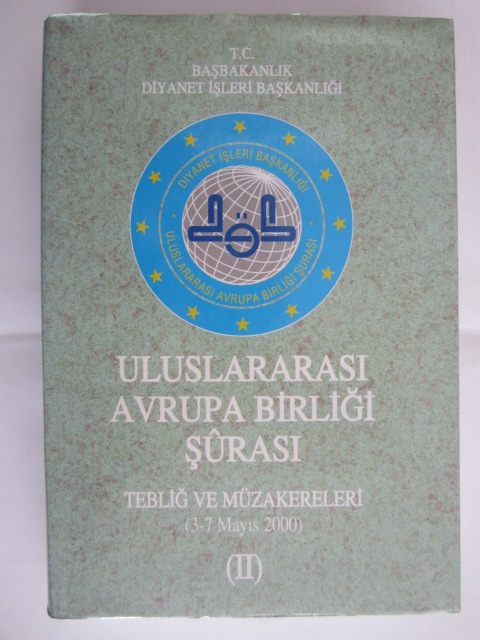 T.C.
BAŞBAKANLIK
DİYANET İŞLERİ BAŞKANLIĞI
DİYANET İŞLERİ BAŞKANLIĞI
ULUSLARARASI AVRUPA BİRLİĞİ ŞURASI
ULUSLARARASI
AVRUPA BİRLİĞİ
ŞÛRASI
TEBLİĞ VE MÜZAKERELERİ
(3-7 Mayıs 2000)
(II)